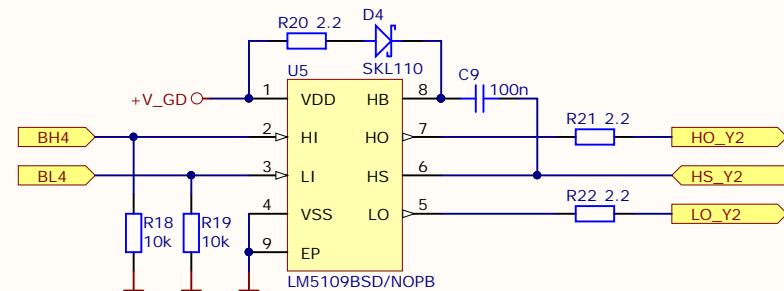 R20 2.2
D4
SKL110
U5
C9
100n
+V_GD
1
VDD
HB
8
BH4
2
HI
HO
7
R21 2.2
HO_Y2
BL4
3
LI
HS
6
HS_Y2
R22 2.2
4
VSS
LO
5
LO_Y2
R18
10k
R19
10k
9
EP
LM5109BSD/NOPB